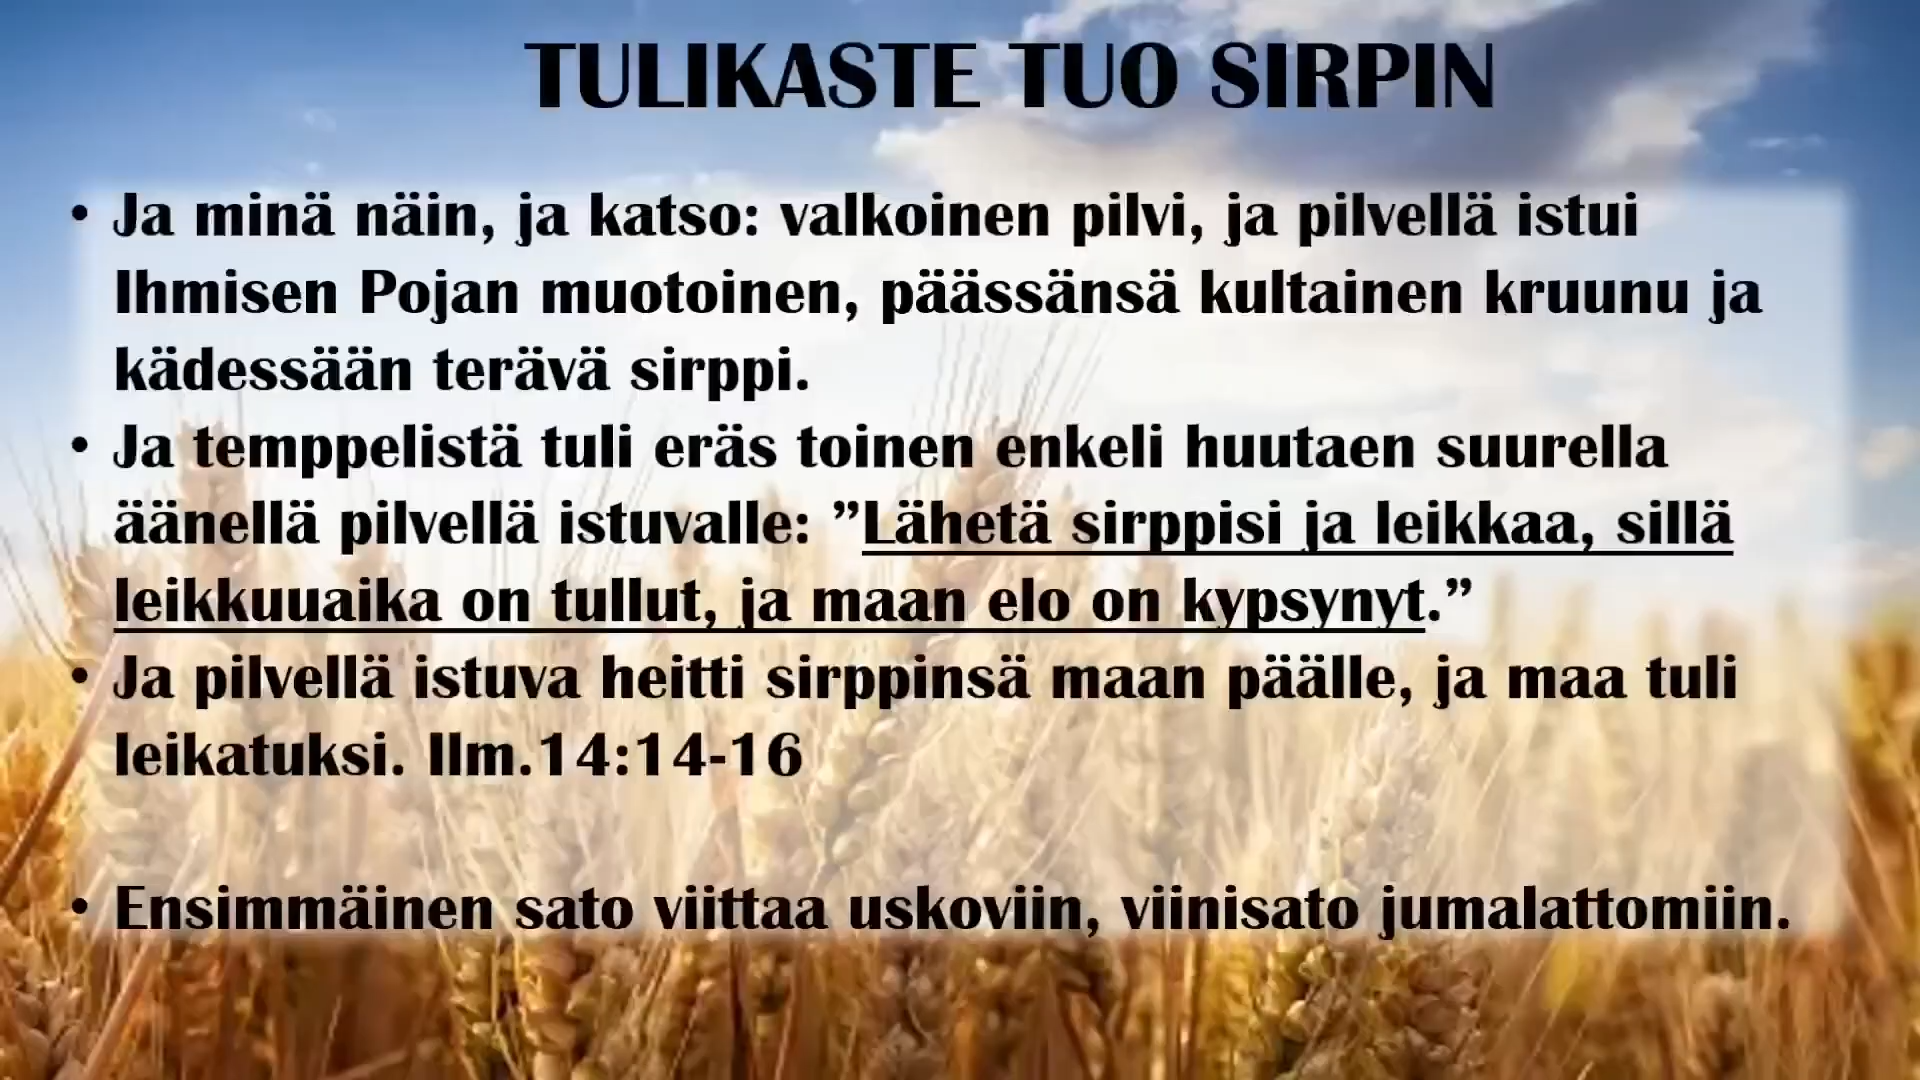 TULIKASTE TUO SIRPIN
• Ja minä näin, ja katso: valkoinen pilvi, ja pilvellä istui
Ihmisen Pojan muotoinen, päässänsä kultainen kruunu ja
kädessään terävä sirppi.
• Ja temppelistä tuli eräs toinen enkeli huutaen suurella
äänellä pilvellä istuvalle: ”Lähetä sirppisi ja leikkaa, sillä
leikkuuaika on tullut, ja maan elo on kypsynyt.”
• Ja pilvellä istuva heitti sirppinsä maan päälle, ja maa tuli
leikatuksi. Ilm.14:14-16
• Ensimmäinen sato viittaa uskoviin, viinisato jumalattomiin.